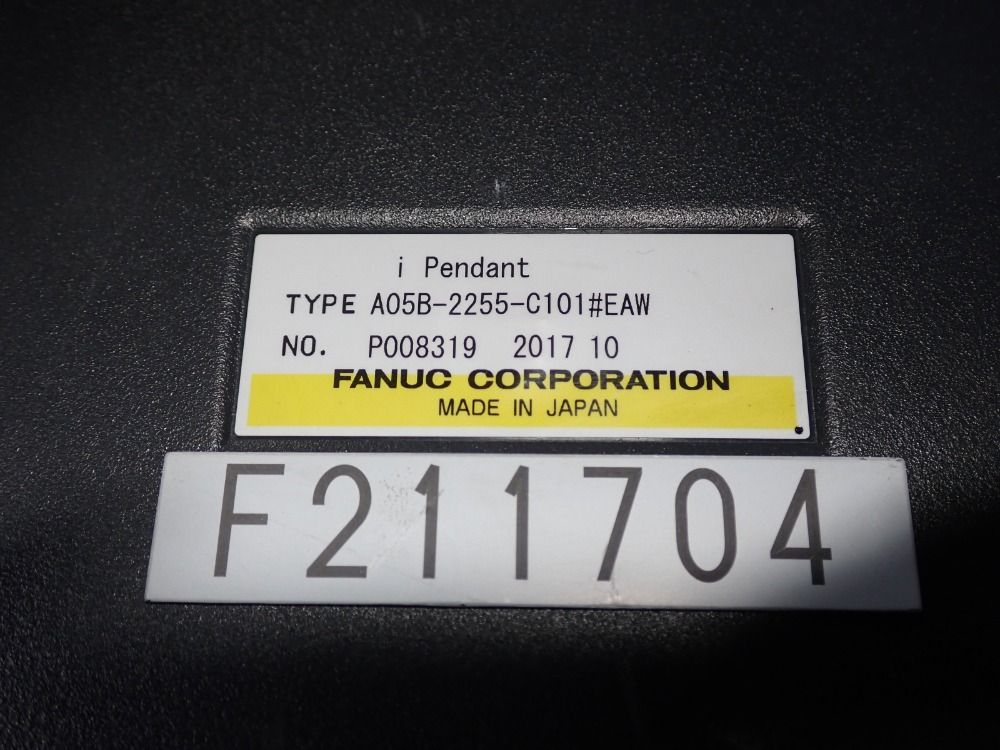 i Pendant
TYPE A05B-2255-C101#EAW
NO. P008319 2017 10
FANUC CORPORATION
MADE IN JAPAN
F211704